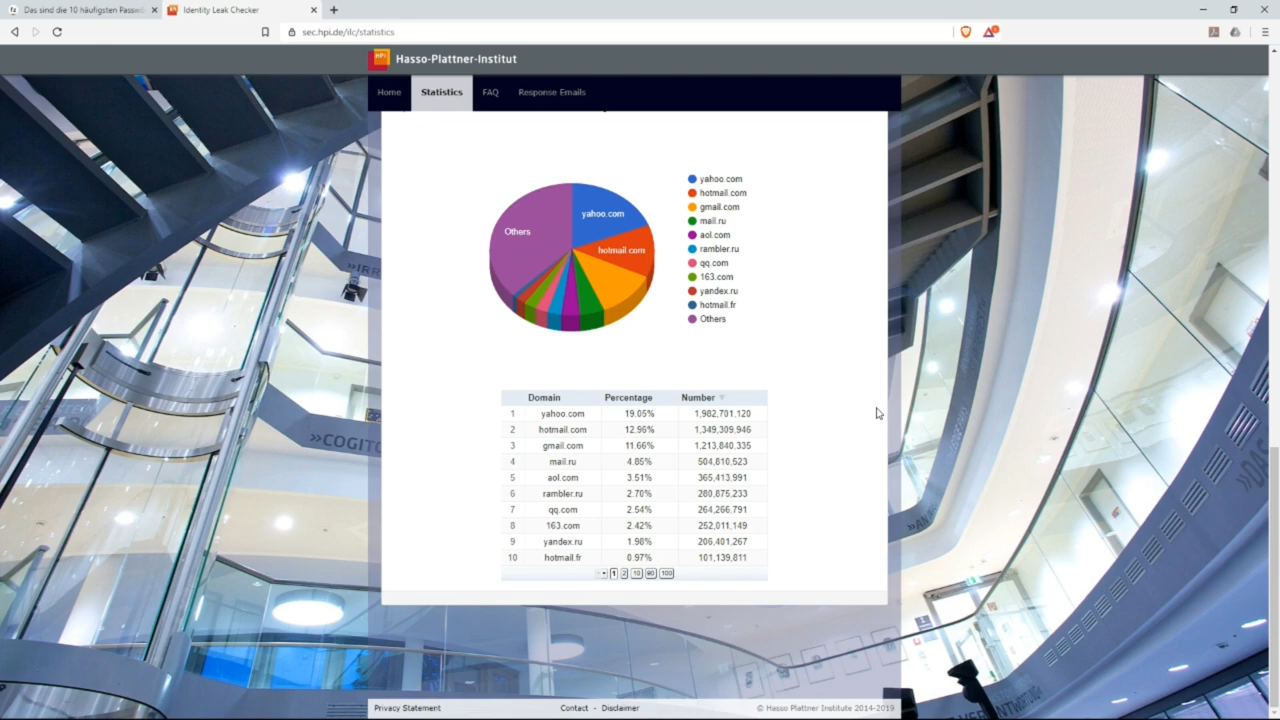 Das sind die 10 häufigsten Passwö
Identity Leak Checker
sec.hpi.de/ilc/statistics
HPI
Hasso-Plattner-Institut
Home
Statistics
FAQ
Response Emails
yahoo.com
hotmail.com
Others
yahoo.com
hotmail.com
gmail.com
mail.ru
aol.com
rambler.ru
qq.com
163.com
yandex.ru
hotmail.fr
Others
Domain Percentage Number
1 yahoo.com 19.05% 1,982,701,120
2 hotmail.com 12.96% 1,349,309,946
3 gmail.com 11.66% 1,213,840,335
4 mail.ru 4.85% 504,810,523
5 aol.com 3.51% 365,413,991
6 rambler.ru 2.70% 280,875,233
7 qq.com 2.54% 264,266,791
8 163.com 2.42% 252,011,149
9 yandex.ru 1.98% 206,401,267
10 hotmail.fr 0.97% 101,139,811
1 2 10 90 100
»COGITO
Privacy Statement
Contact - Disclaimer
© Hasso Plattner Institute 2014-2019